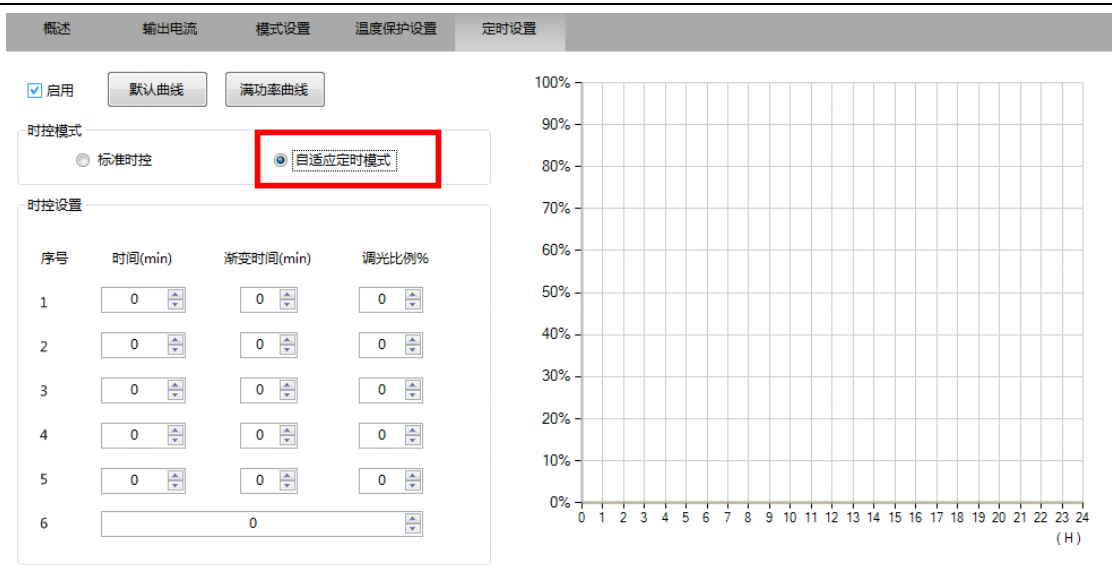 概述 输出电流 模式设置 温度保护设置 定时设置
启用 默认曲线 满功率曲线
时控模式
标准时控 自适应定时模式
时控设置
序号 时间(min) 渐变时间(min) 调光比例%
1 0 0 0
2 0 0 0
3 0 0 0
4 0 0 0
5 0 0 0
6 0
100%
90%
80%
70%
60%
50%
40%
30%
20%
10%
0%
0 1 2 3 4 5 6 7 8 9 10 11 12 13 14 15 16 17 18 19 20 21 22 23 24
(H)